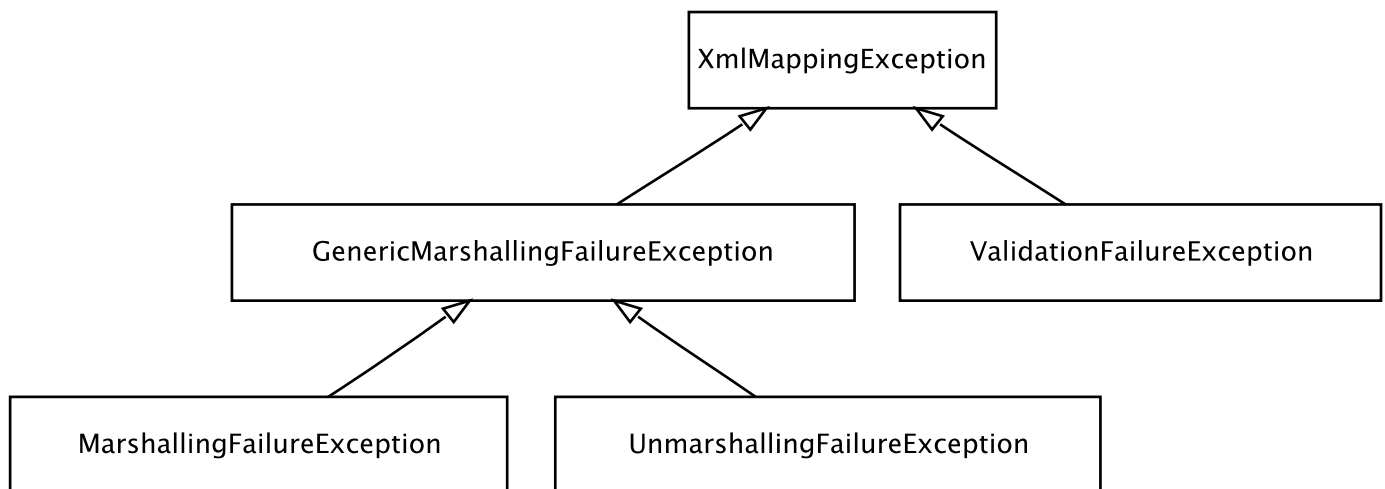 XmlMappingException
GenericMarshallingFailureException
ValidationFailureException
MarshallingFailureException
UnmarshallingFailureException